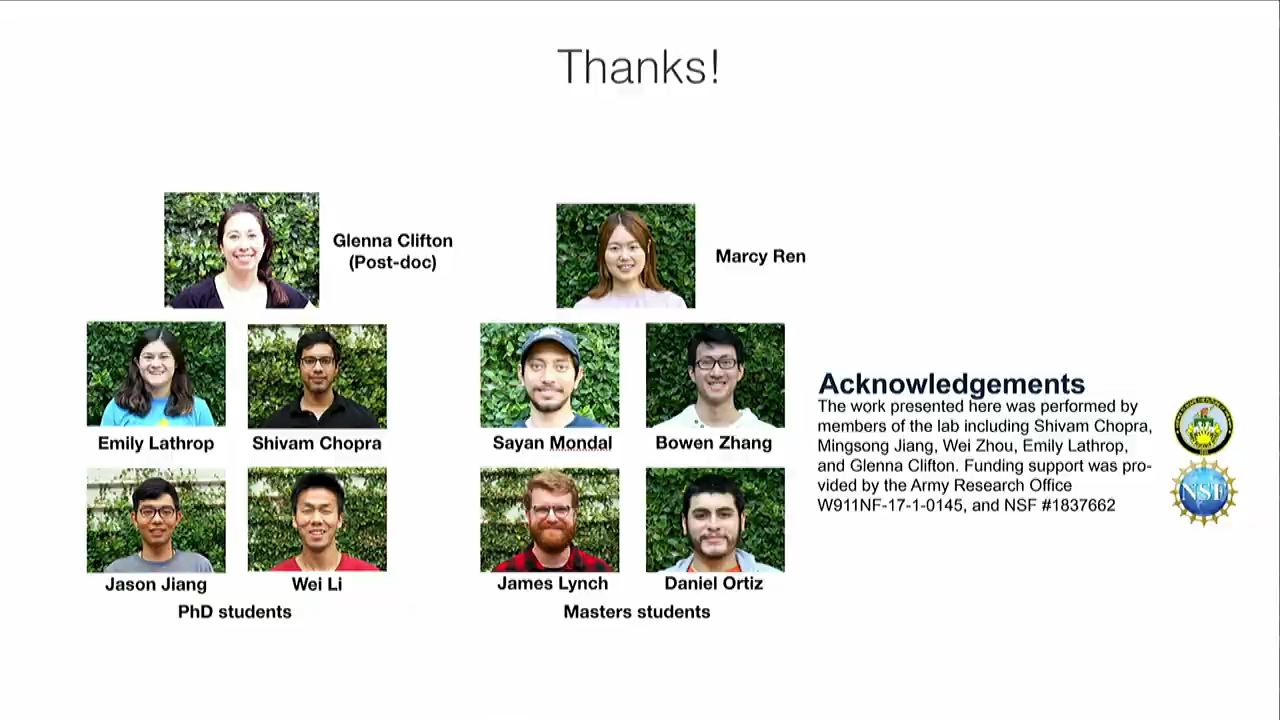 Thanks!
Glenna Clifton
(Post-doc)
Marcy Ren
Emily Lathrop
Shivam Chopra
Sayan Mondal
Bowen Zhang
Jason Jiang
Wei Li
James Lynch
Daniel Ortiz
PhD students
Masters students
Acknowledgements
The work presented here was performed by
members of the lab including Shivam Chopra,
Mingsong Jiang, Wei Zhou, Emily Lathrop,
and Glenna Clifton. Funding support was pro-
vided by the Army Research Office
W911NF-17-1-0145, and NSF #1837662
NSF